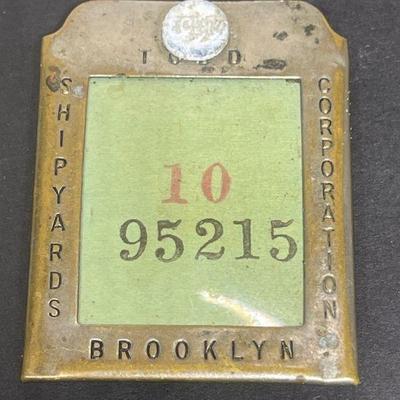 TODD
SHIPYARDS
CORPORATION
10
95215
BROOKLYN